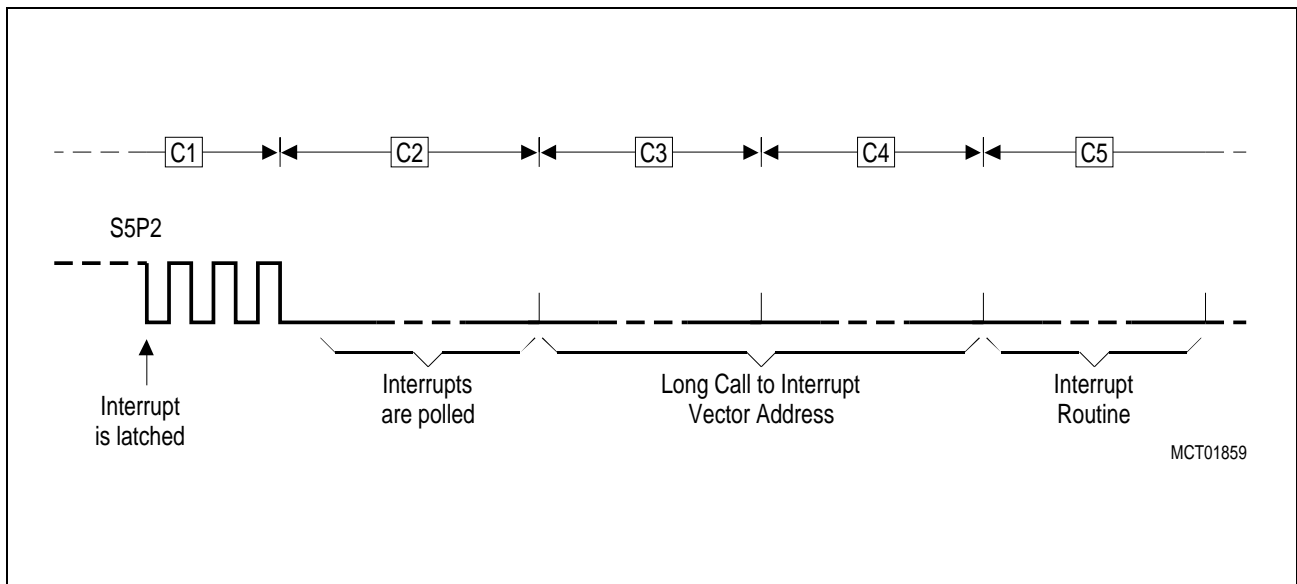 C1
C2
C3
C4
C5
S5P2
Interrupt
is latched
Interrupts
are polled
Long Call to Interrupt
Vector Address
Interrupt
Routine
MCT01859